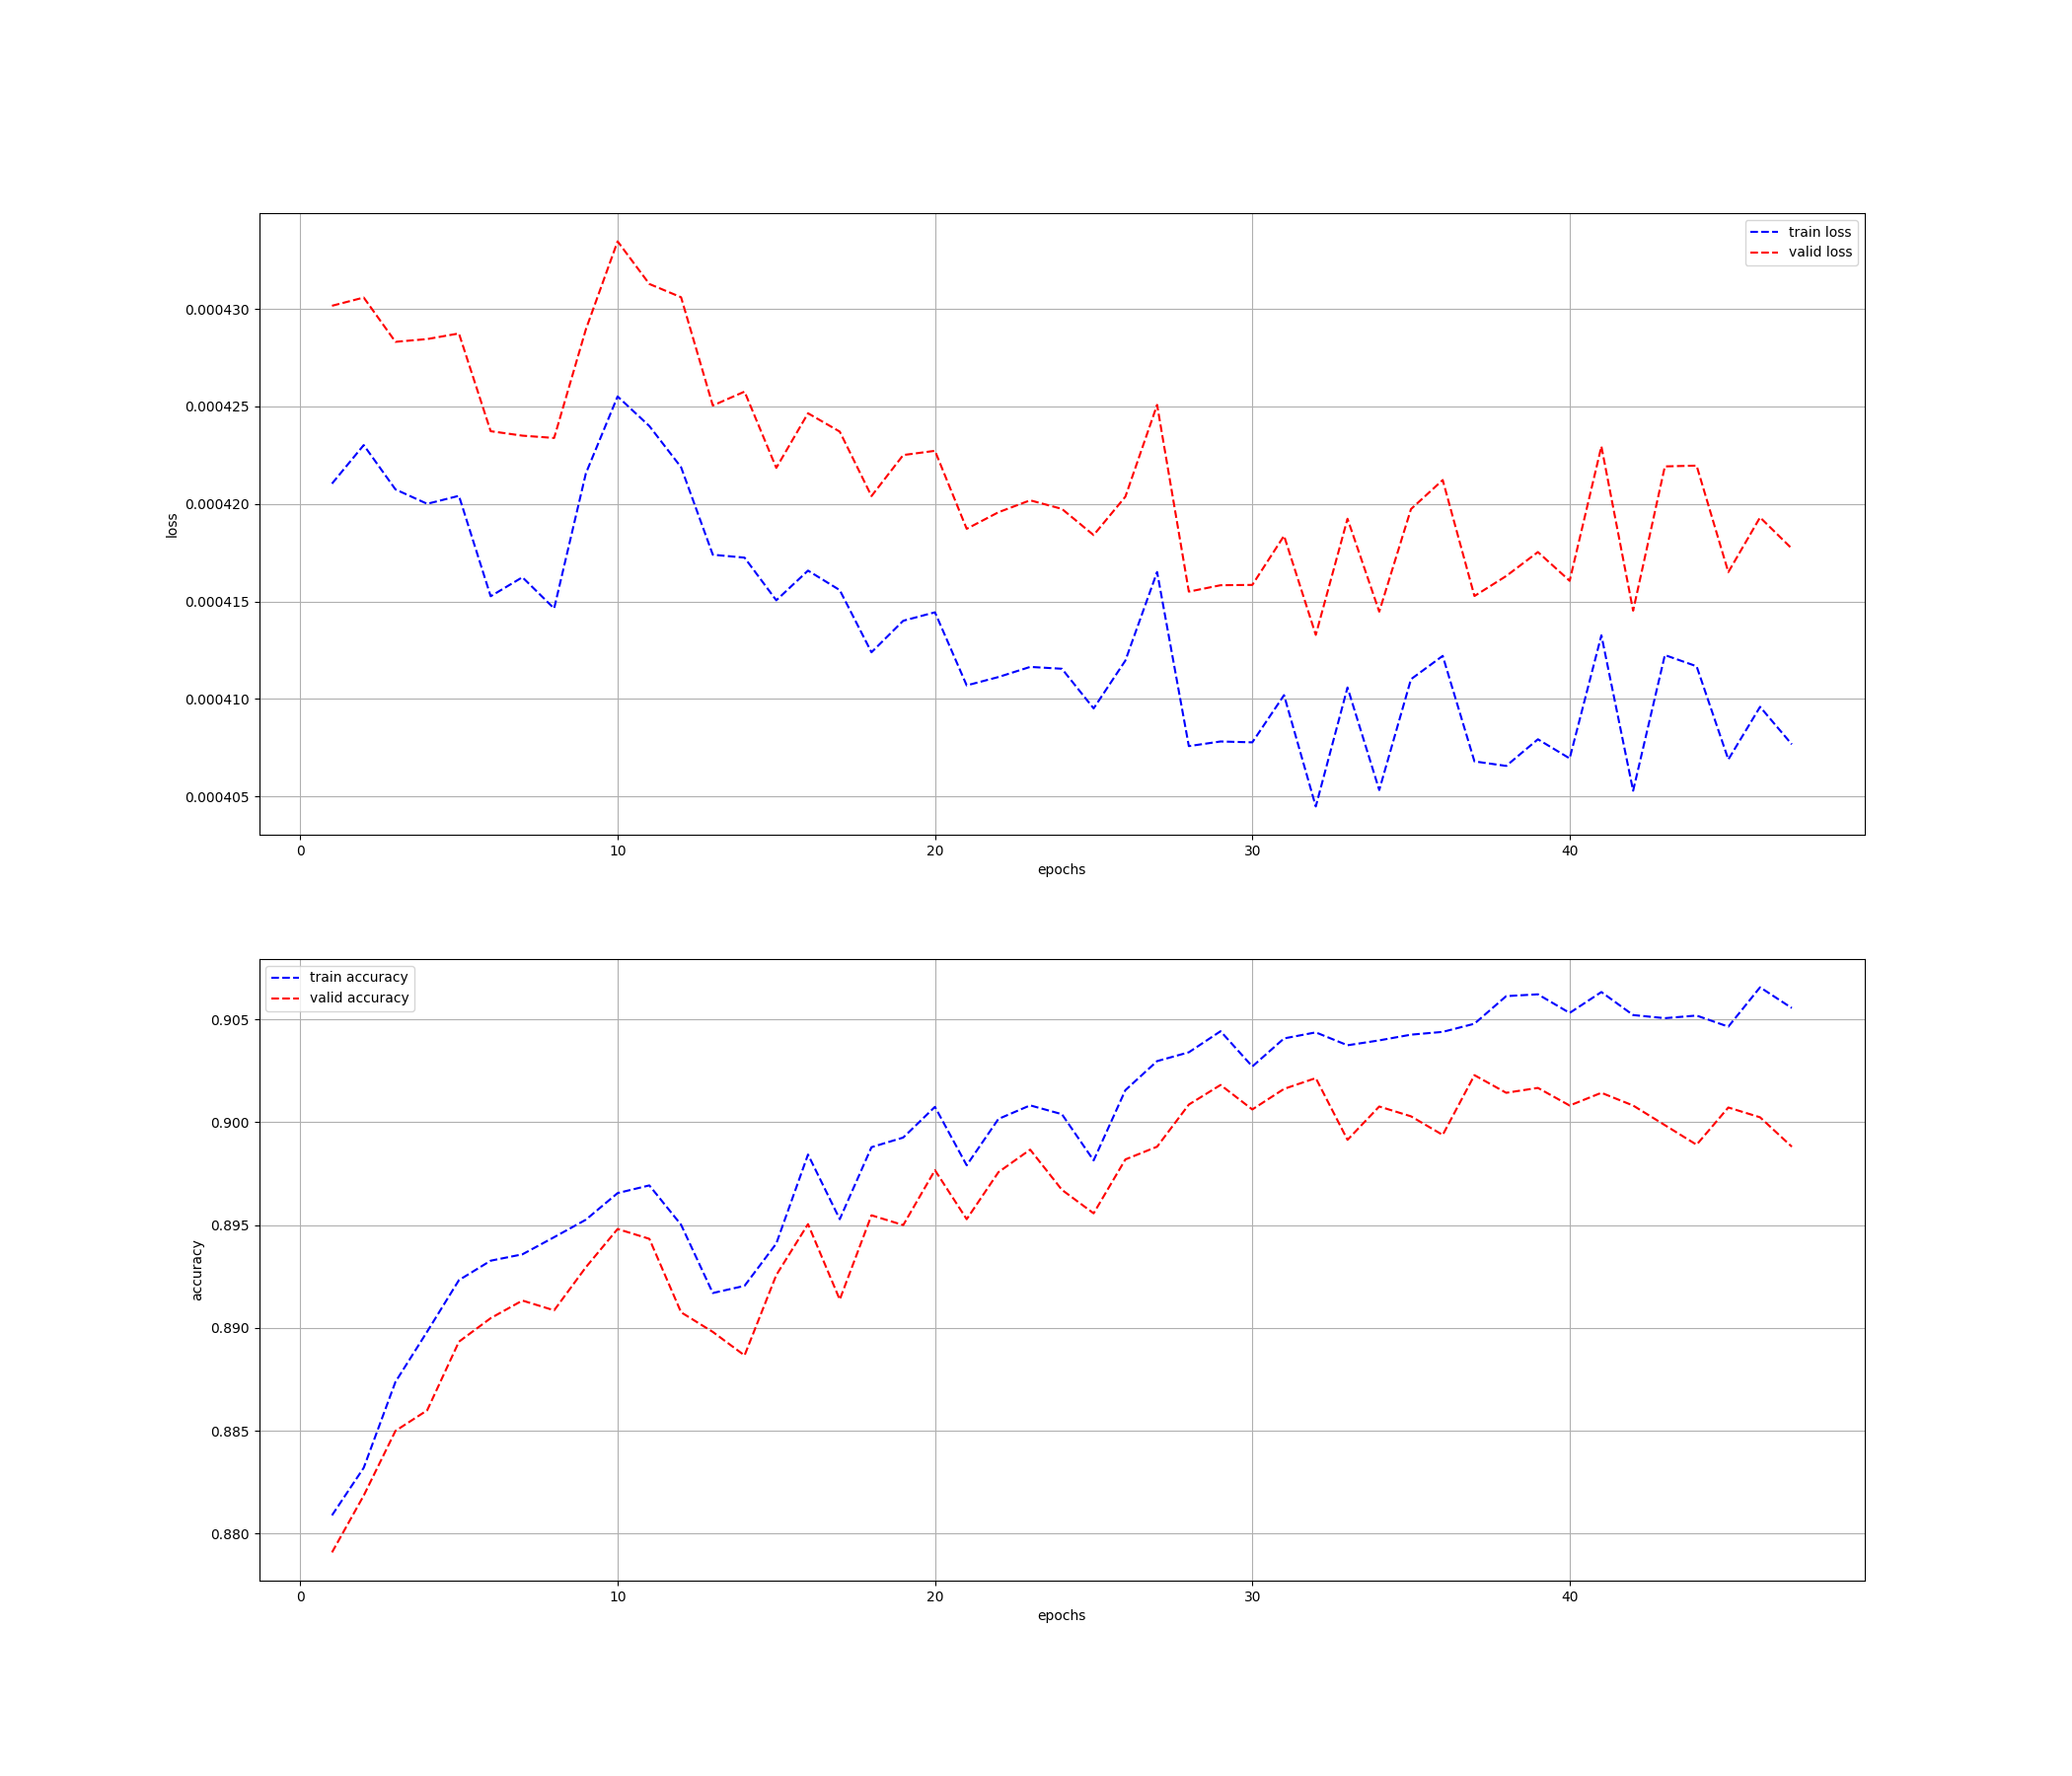 train loss
valid loss
0.000430
0.000425
0.000420
0.000415
0.000410
0.000405
loss
0 10 20 30 40
epochs
train accuracy
valid accuracy
0.905
0.900
0.895
0.890
0.885
0.880
accuracy
0 10 20 30 40
epochs